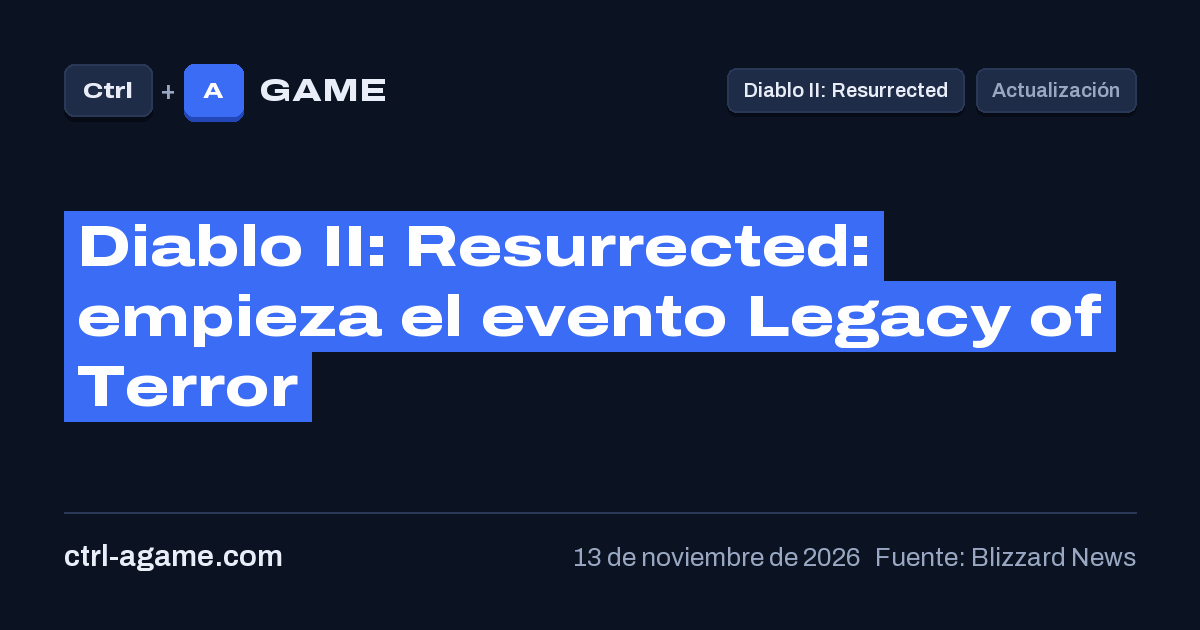 Ctrl + A GAME
Diablo II: Resurrected Actualización
Diablo II: Resurrected:
empieza el evento Legacy of
Terror
ctrl-agame.com
13 de noviembre de 2026 Fuente: Blizzard News